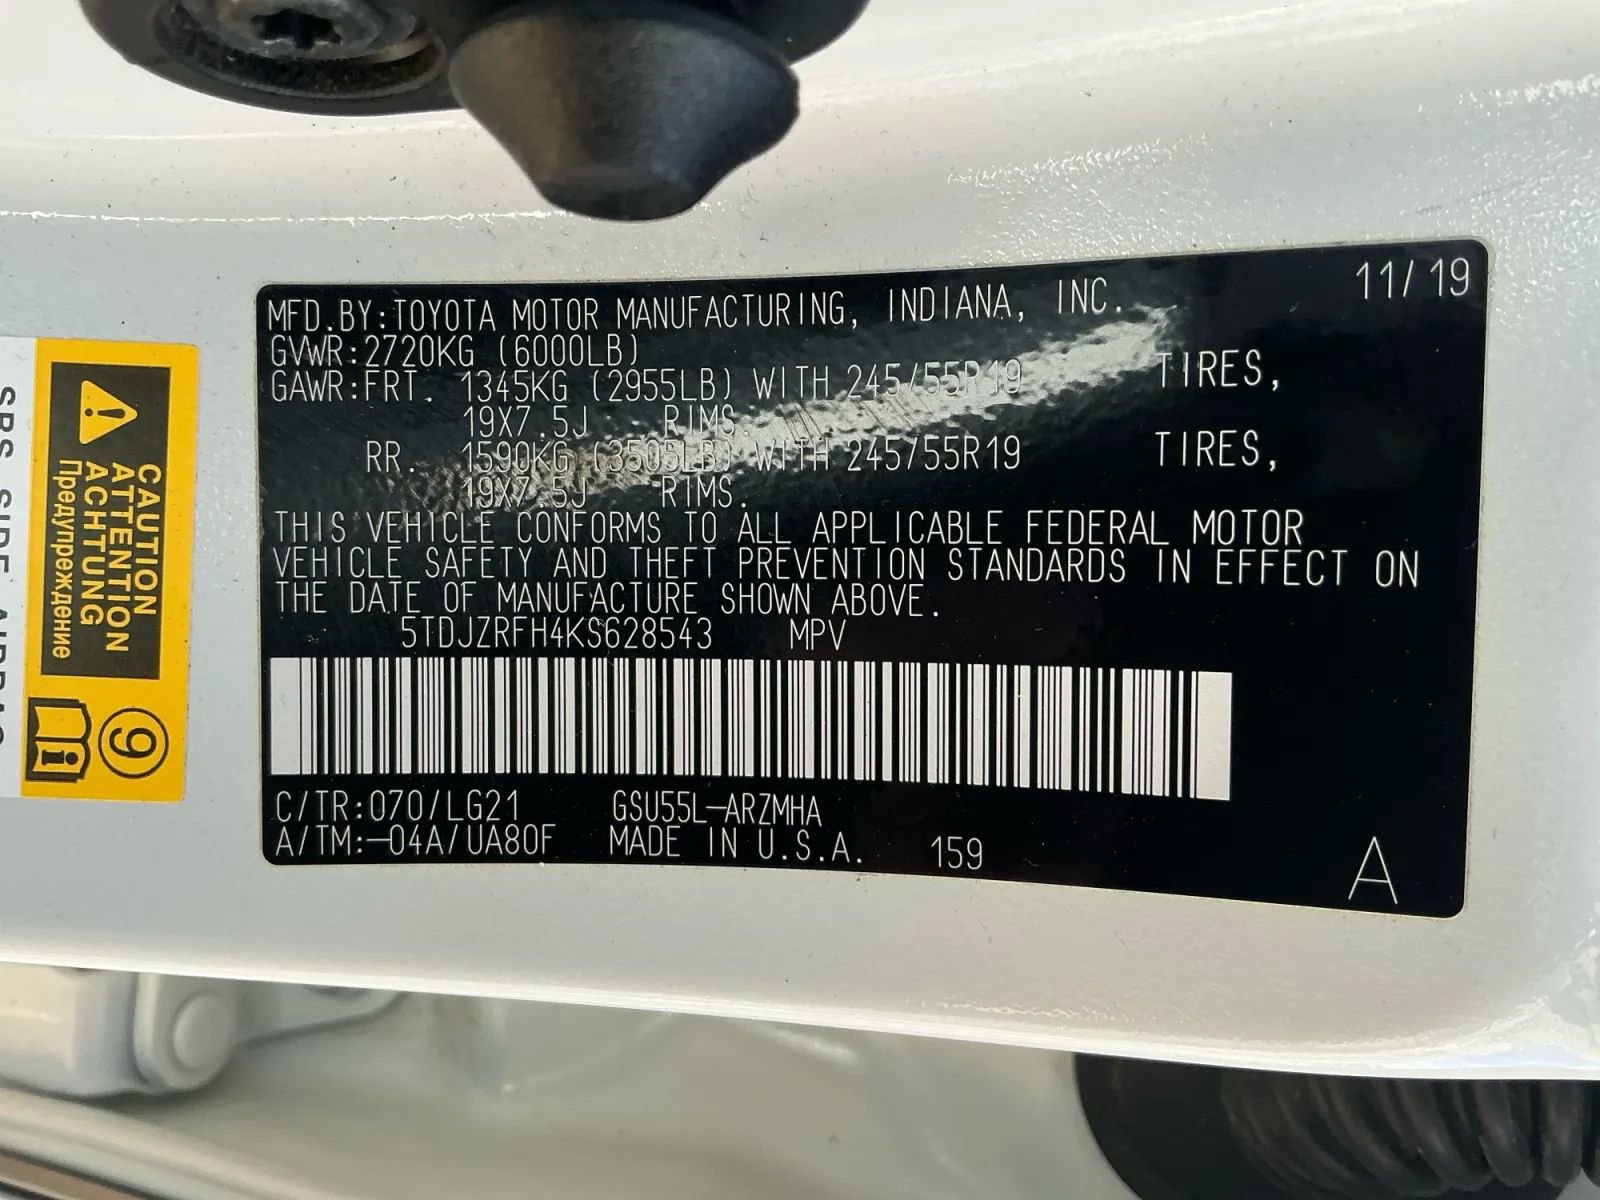 11/19
MFD.BY:TOYOTA MOTOR MANUFACTURING, INDIANA, INC.
GVWR:2720KG (6000LB)
GAWR:FRT. 1345KG (2955LB) WITH 245/55R19 TIRES,
19X7.5J RIMS.
RR. 1590KG (3505LB) WITH 245/55R19 TIRES,
19X7.5J RIMS.
THIS VEHICLE CONFORMS TO ALL APPLICABLE FEDERAL MOTOR
VEHICLE SAFETY AND THEFT PREVENTION STANDARDS IN EFFECT ON
THE DATE OF MANUFACTURE SHOWN ABOVE.
5TDJZRFH4KS628543 MPV
C/TR:070/LG21 GSU55L-ARZMHA
A/TM:-04A/UA80F MADE IN U.S.A. 159
A
CAUTION
ATTENTION
ACHTUNG
Предупреждение
9
i
SRS SIDE